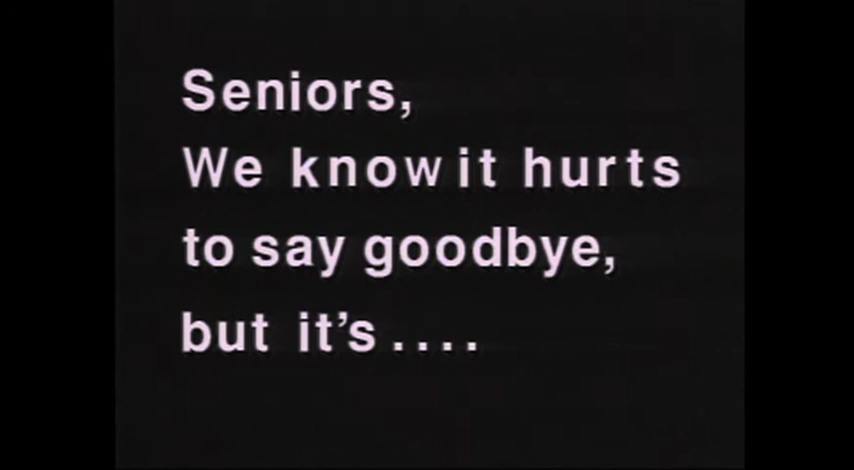 Seniors,
We know it hurts
to say goodbye,
but it's ....